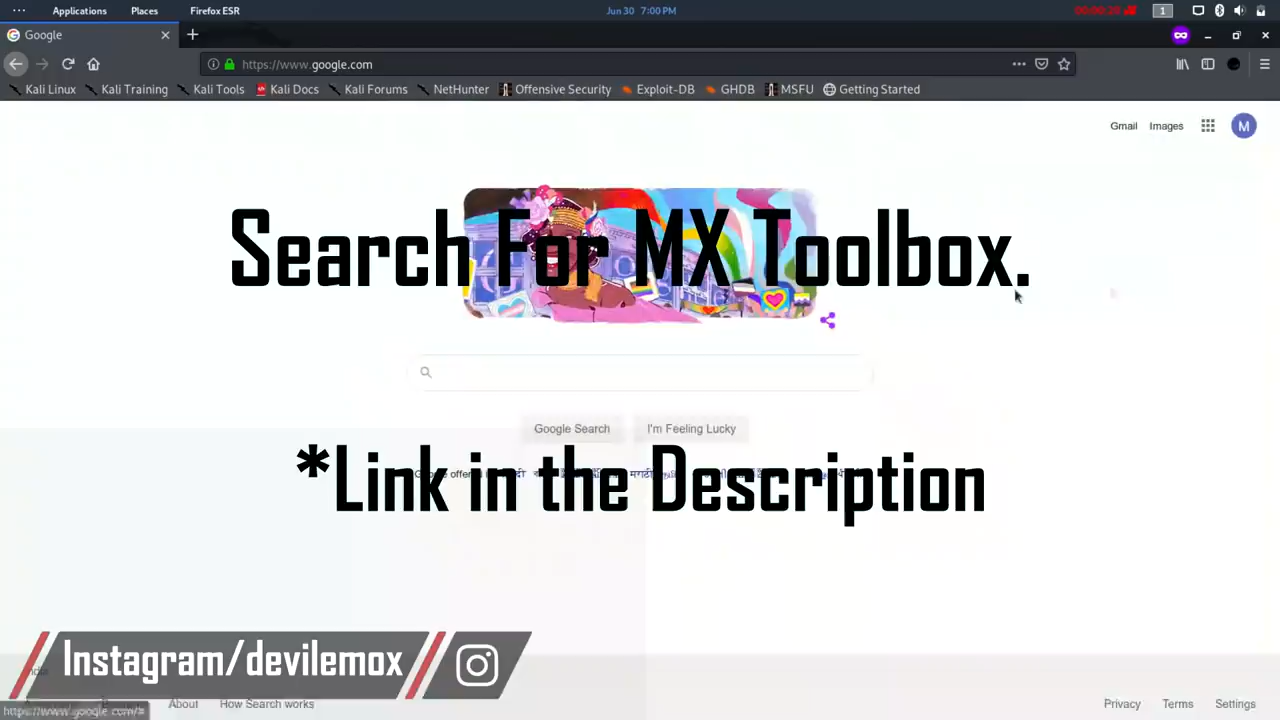 Applications Places Firefox ESR Jun 30 7:00 PM 1
Google
https://www.google.com
Kali Linux Kali Training Kali Tools Kali Docs Kali Forums NetHunter Offensive Security Exploit-DB GHDB MSFU Getting Started
Gmail Images M
Search For MX Toolbox.
Google Search I'm Feeling Lucky
*Link in the Description
Instagram/devilemox
About How Search works Privacy Terms Settings
https://www.google.com/#